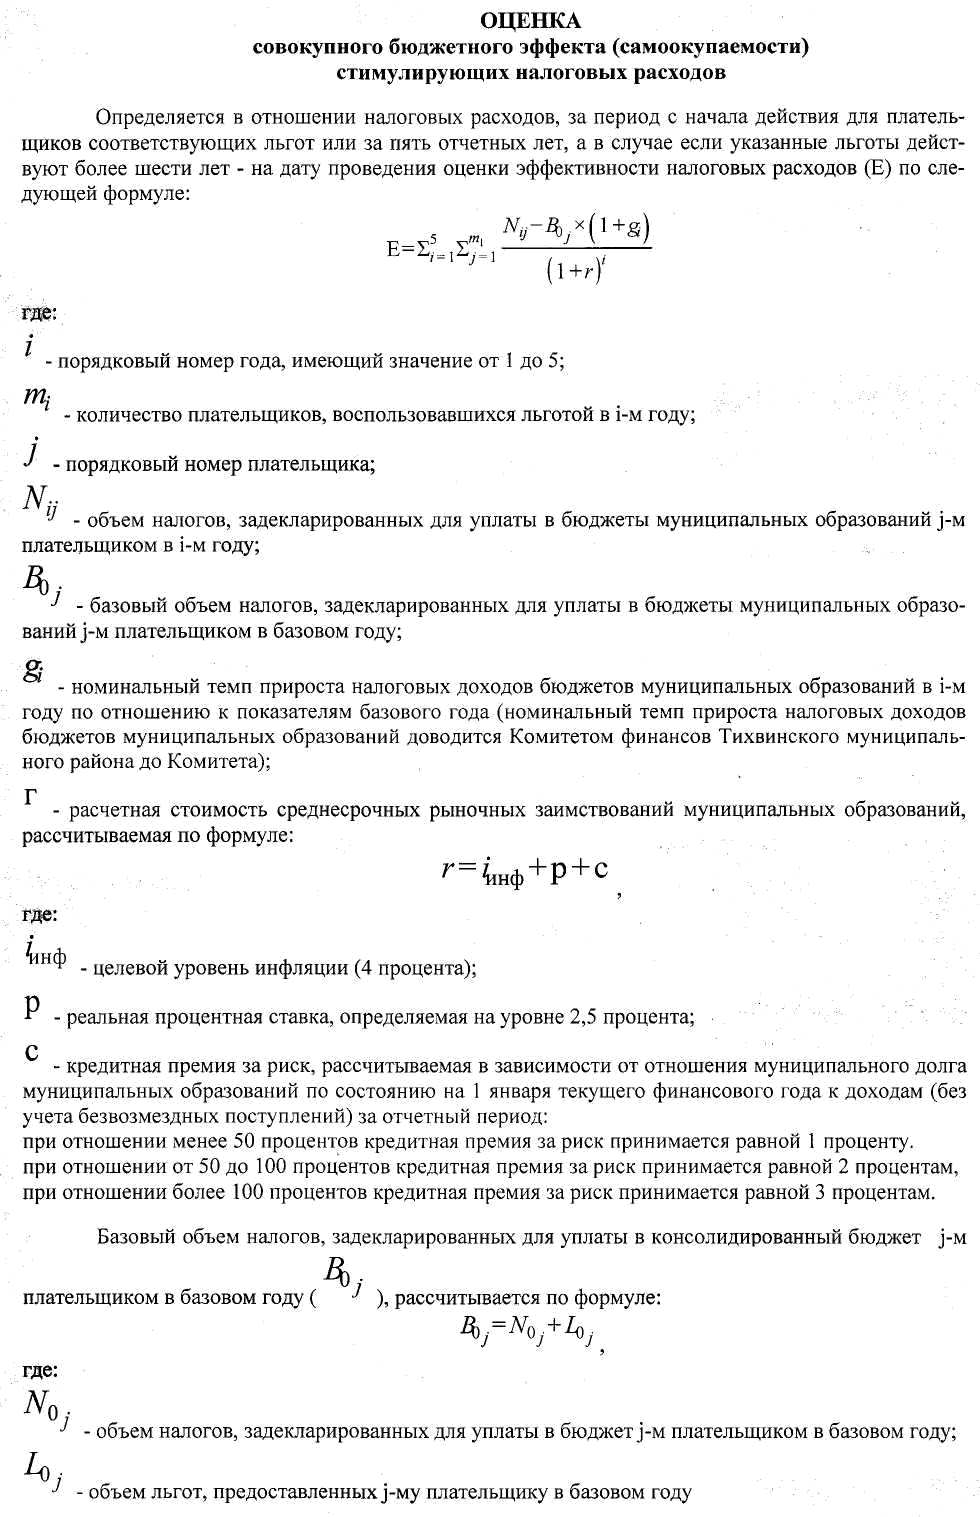 ОЦЕНКА
совокупного бюджетного эффекта (самоокупаемости)
стимулирующих налоговых расходов
Определяется в отношении налоговых расходов, за период с начала действия для платель-
щиков соответствующих льгот или за пять отчетных лет, а в случае если указанные льготы дейст-
вуют более шести лет - на дату проведения оценки эффективности налоговых расходов (E) по сле-
дующей формуле:
E=Σ⁵ᵢ₌₁ Σᵐⁱⱼ₌₁ (Nij−B0j×(1+gi)) / (1+r)ⁱ
где:
i - порядковый номер года, имеющий значение от 1 до 5;
mi - количество плательщиков, воспользовавшихся льготой в i-м году;
j - порядковый номер плательщика;
Nij - объем налогов, задекларированных для уплаты в бюджеты муниципальных образований j-м
плательщиком в i-м году;
B0j - базовый объем налогов, задекларированных для уплаты в бюджеты муниципальных образо-
ваний j-м плательщиком в базовом году;
gi - номинальный темп прироста налоговых доходов бюджетов муниципальных образований в i-м
году по отношению к показателям базового года (номинальный темп прироста налоговых доходов
бюджетов муниципальных образований доводится Комитетом финансов Тихвинского муниципаль-
ного района до Комитета);
r - расчетная стоимость среднесрочных рыночных заимствований муниципальных образований,
рассчитываемая по формуле:
r=iинф+p+c,
где:
iинф - целевой уровень инфляции (4 процента);
p - реальная процентная ставка, определяемая на уровне 2,5 процента;
c - кредитная премия за риск, рассчитываемая в зависимости от отношения муниципального долга
муниципальных образований по состоянию на 1 января текущего финансового года к доходам (без
учета безвозмездных поступлений) за отчетный период:
при отношении менее 50 процентов кредитная премия за риск принимается равной 1 проценту.
при отношении от 50 до 100 процентов кредитная премия за риск принимается равной 2 процентам,
при отношении более 100 процентов кредитная премия за риск принимается равной 3 процентам.
Базовый объем налогов, задекларированных для уплаты в консолидированный бюджет j-м
плательщиком в базовом году ( B0j ), рассчитывается по формуле:
B0j=N0j+L0j,
где:
N0j - объем налогов, задекларированных для уплаты в бюджет j-м плательщиком в базовом году;
L0j - объем льгот, предоставленных j-му плательщику в базовом году